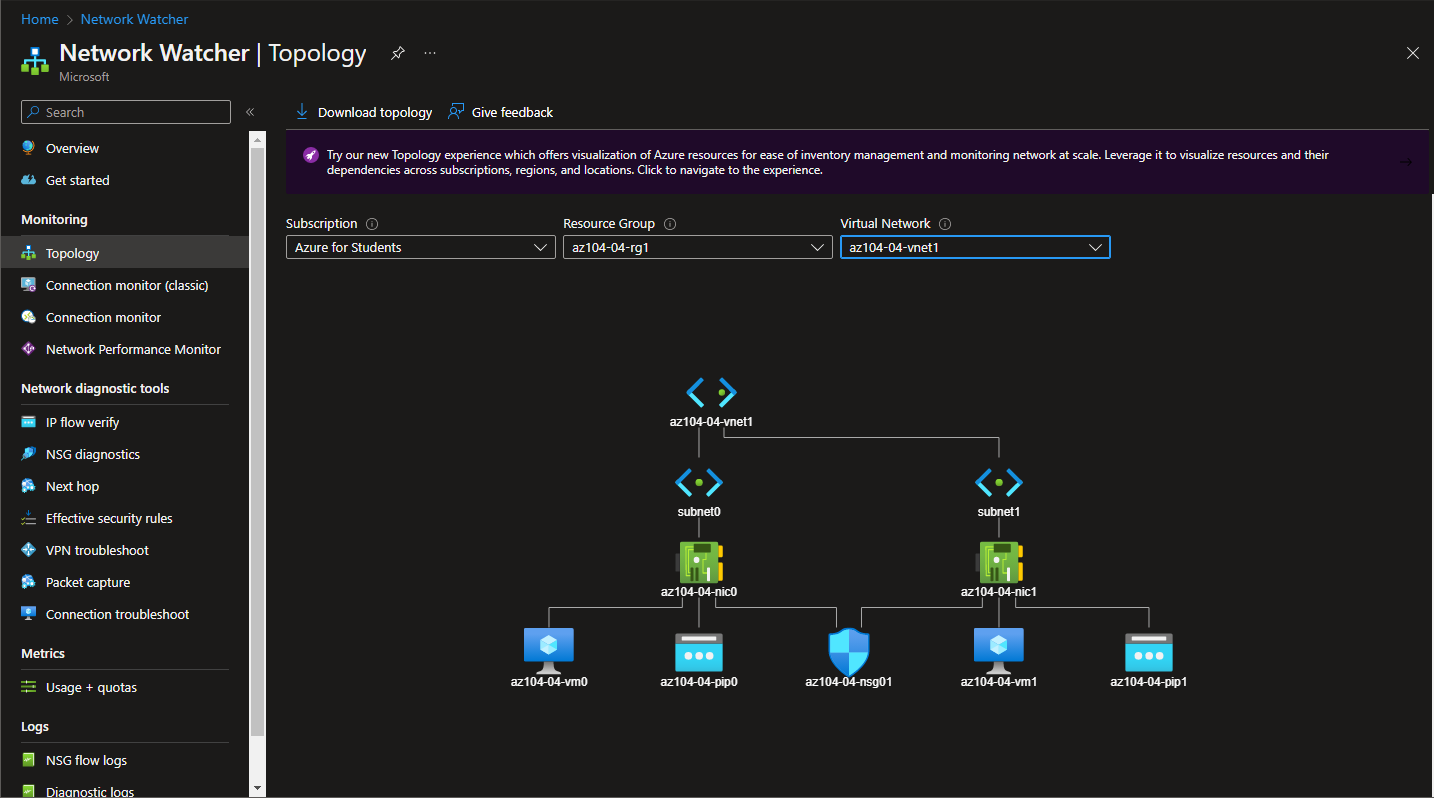 Home > Network Watcher
Network Watcher | Topology
Microsoft
Search
Overview
Get started
Monitoring
Topology
Connection monitor (classic)
Connection monitor
Network Performance Monitor
Network diagnostic tools
IP flow verify
NSG diagnostics
Next hop
Effective security rules
VPN troubleshoot
Packet capture
Connection troubleshoot
Metrics
Usage + quotas
Logs
NSG flow logs
Diagnostic logs
Download topology
Give feedback
Try our new Topology experience which offers visualization of Azure resources for ease of inventory management and monitoring network at scale. Leverage it to visualize resources and their
dependencies across subscriptions, regions, and locations. Click to navigate to the experience.
Subscription
Azure for Students
Resource Group
az104-04-rg1
Virtual Network
az104-04-vnet1
az104-04-vnet1
subnet0
subnet1
az104-04-nic0
az104-04-nic1
az104-04-vm0
az104-04-pip0
az104-04-nsg01
az104-04-vm1
az104-04-pip1